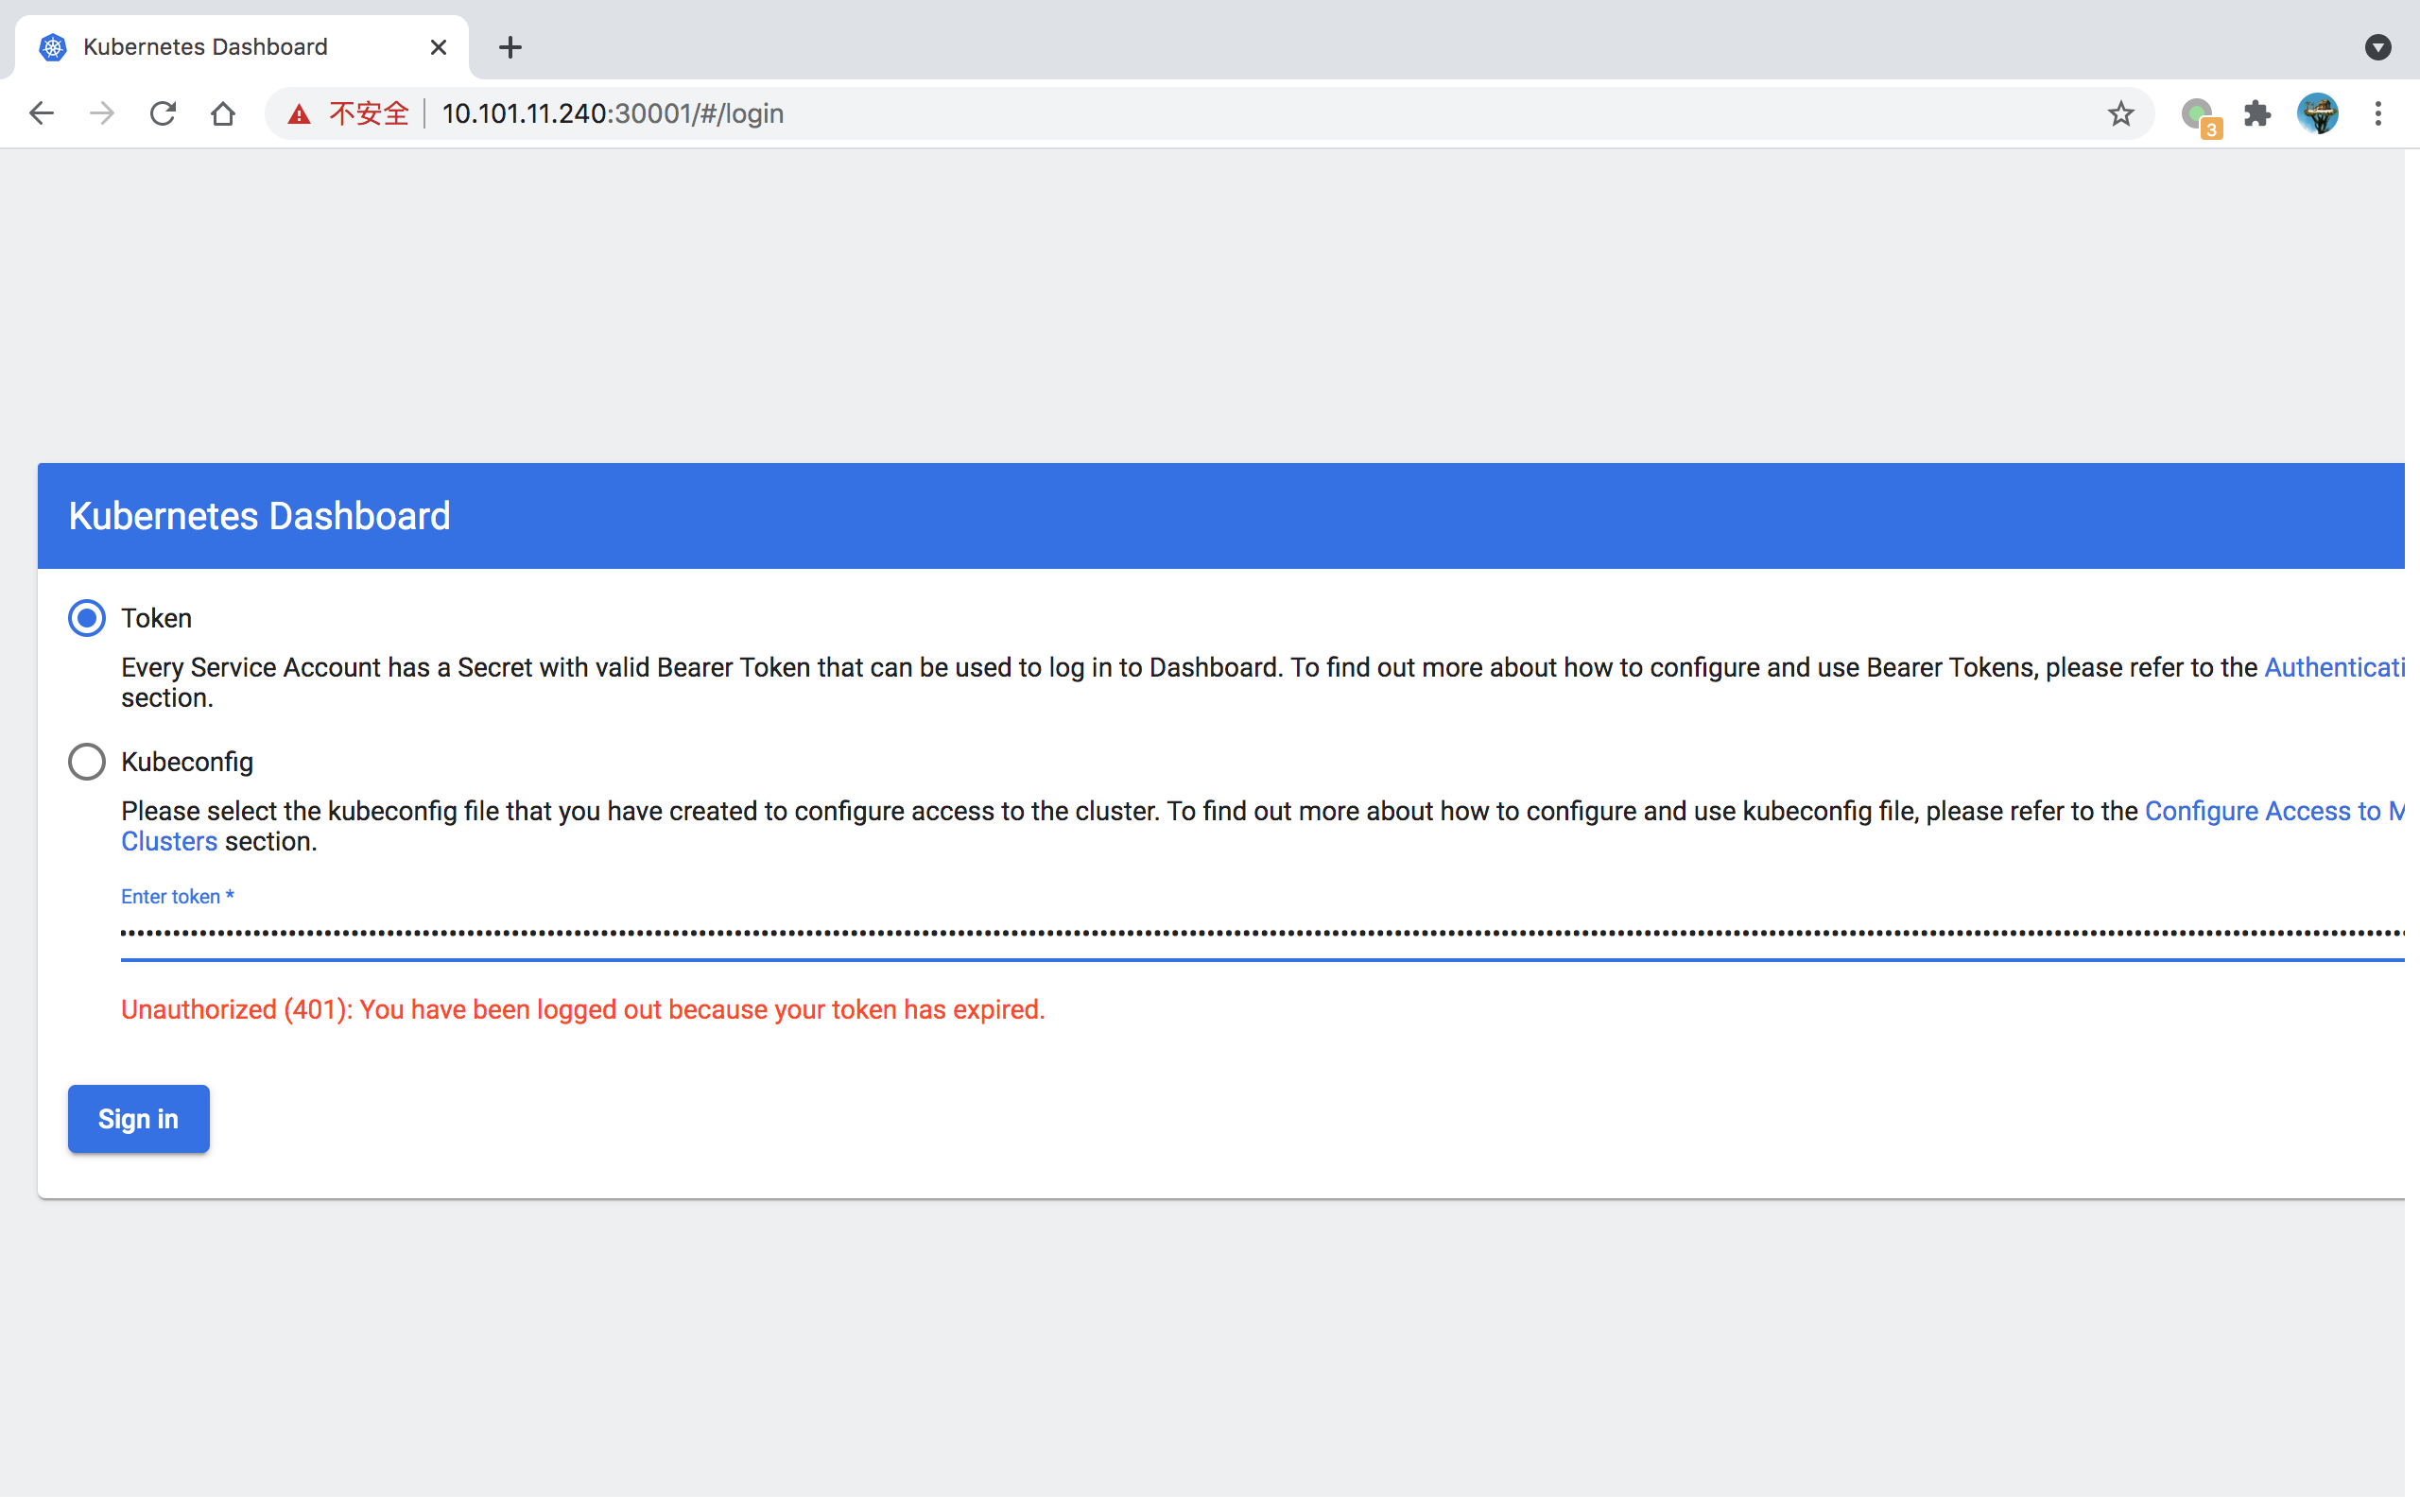 Kubernetes Dashboard
不安全 10.101.11.240:30001/#/login
3
Kubernetes Dashboard
Token
Every Service Account has a Secret with valid Bearer Token that can be used to log in to Dashboard. To find out more about how to configure and use Bearer Tokens, please refer to the Authenticati
section.
Kubeconfig
Please select the kubeconfig file that you have created to configure access to the cluster. To find out more about how to configure and use kubeconfig file, please refer to the Configure Access to M
Clusters section.
Enter token *
Unauthorized (401): You have been logged out because your token has expired.
Sign in